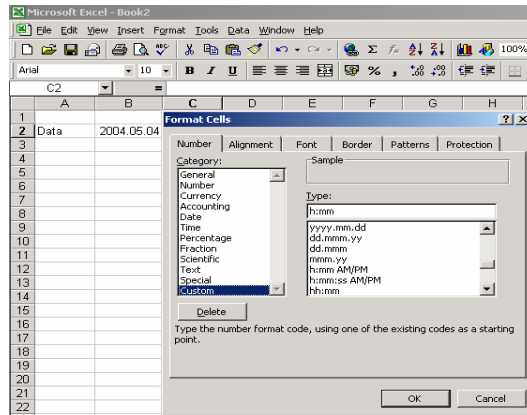 Microsoft Excel - Book2
File Edit View Insert Format Tools Data Window Help
100%
Arial 10 B I U % ,
C2 =
A B C D E F G H
1
2 Data 2004.05.04
3
4
5
6
7
8
9
10
11
12
13
14
15
16
17
18
19
20
21
22
Format Cells
Number Alignment Font Border Patterns Protection
Category:
General
Number
Currency
Accounting
Date
Time
Percentage
Fraction
Scientific
Text
Special
Custom
Sample
Type:
h:mm
yyyy.mm.dd
dd.mmm.yy
dd.mmm
mmm.yy
h:mm AM/PM
h:mm:ss AM/PM
hh:mm
Delete
Type the number format code, using one of the existing codes as a starting
point.
OK Cancel